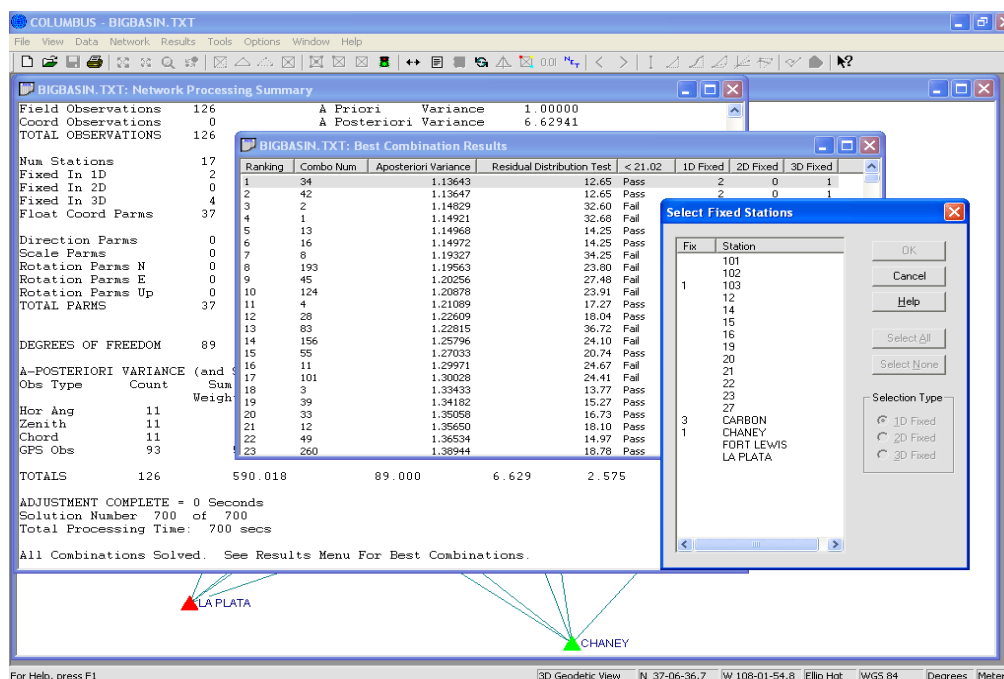 COLUMBUS - BIGBASIN.TXT
File View Data Network Results Tools Options Window Help
0.01 NET
BIGBASIN.TXT: Network Processing Summary
Field Observations 126 A Priori Variance 1.00000
Coord Observations 0 A Posteriori Variance 6.62941
TOTAL OBSERVATIONS 126
Num Stations 17
Fixed In 1D 2
Fixed In 2D 0
Fixed In 3D 4
Float Coord Parms 37
Direction Parms 0
Scale Parms 0
Rotation Parms N 0
Rotation Parms E 0
Rotation Parms Up 0
TOTAL PARMS 37
DEGREES OF FREEDOM 89
A-POSTERIORI VARIANCE (and
Obs Type Count Sum
Weigh
Hor Ang 11
Zenith 11
Chord 11
GPS Obs 93
TOTALS 126 590.018 89.000 6.629 2.575
ADJUSTMENT COMPLETE = 0 Seconds
Solution Number 700 of 700
Total Processing Time: 700 secs
All Combinations Solved. See Results Menu For Best Combinations.
BIGBASIN.TXT: Best Combination Results
Ranking Combo Num Aposteriori Variance Residual Distribution Test < 21.02 1D Fixed 2D Fixed 3D Fixed
1 34 1.13643 12.65 Pass 2 0 1
2 42 1.13647 12.65 Pass 2 0 1
3 2 1.14829 32.60 Fail
4 1 1.14921 32.68 Fail
5 13 1.14968 14.25 Pass
6 16 1.14972 14.25 Pass
7 8 1.19327 34.25 Fail
8 193 1.19563 23.80 Fail
9 45 1.20256 27.48 Fail
10 124 1.20878 23.91 Fail
11 4 1.21089 17.27 Pass
12 28 1.22609 18.04 Pass
13 83 1.22815 36.72 Fail
14 156 1.25796 24.10 Fail
15 55 1.27033 20.74 Pass
16 11 1.29971 24.67 Fail
17 101 1.30028 24.41 Fail
18 3 1.33433 13.77 Pass
19 39 1.34182 15.27 Pass
20 33 1.35058 16.73 Pass
21 12 1.35650 18.10 Pass
22 49 1.36534 14.97 Pass
23 260 1.38944 18.78 Pass
Select Fixed Stations
Fix Station
101
102
1 103
12
14
15
16
19
20
21
22
23
27
3 CARBON
1 CHANEY
FORT LEWIS
LA PLATA
OK
Cancel
Help
Select All
Select None
Selection Type
1D Fixed
2D Fixed
3D Fixed
LA PLATA
CHANEY
For Help, press F1
3D Geodetic View N 37-06-36.7 W 108-01-54.8 Ellip Hgt WGS 84 Degrees Mete